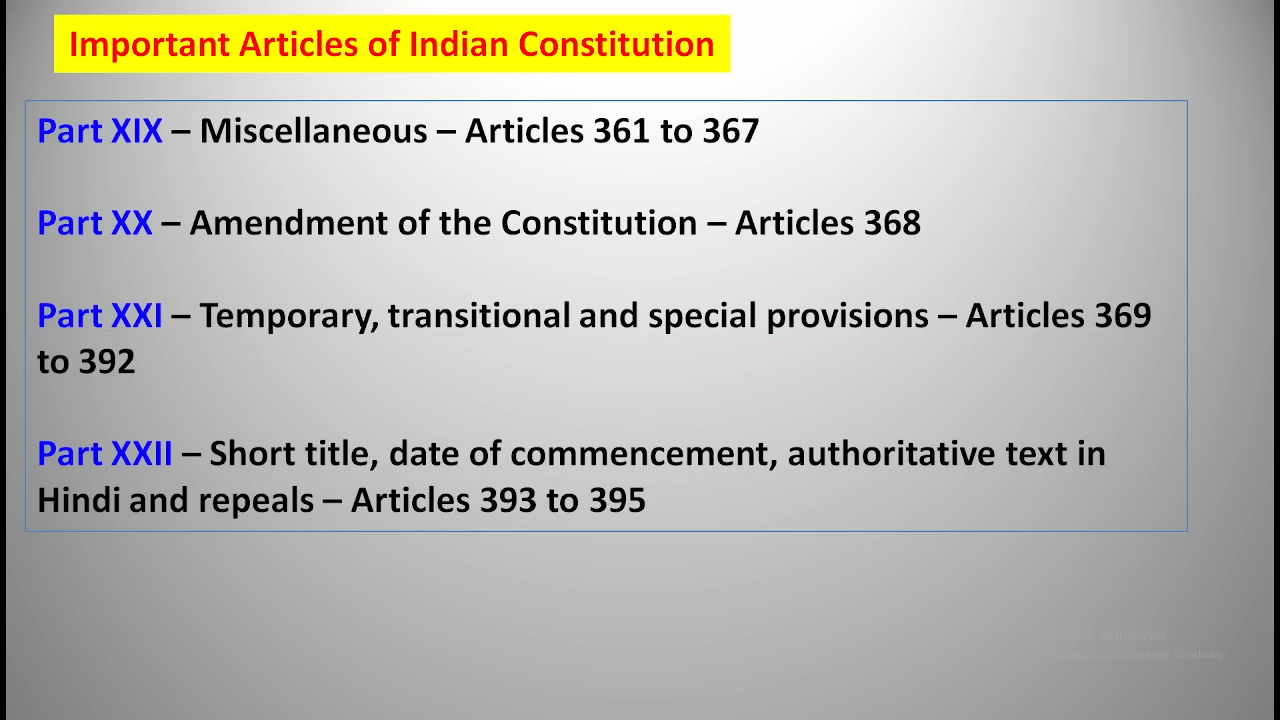 Important Articles of Indian Constitution
Part XIX – Miscellaneous – Articles 361 to 367
Part XX – Amendment of the Constitution – Articles 368
Part XXI – Temporary, transitional and special provisions – Articles 369
to 392
Part XXII – Short title, date of commencement, authoritative text in
Hindi and repeals – Articles 393 to 395
Windows
Windows.